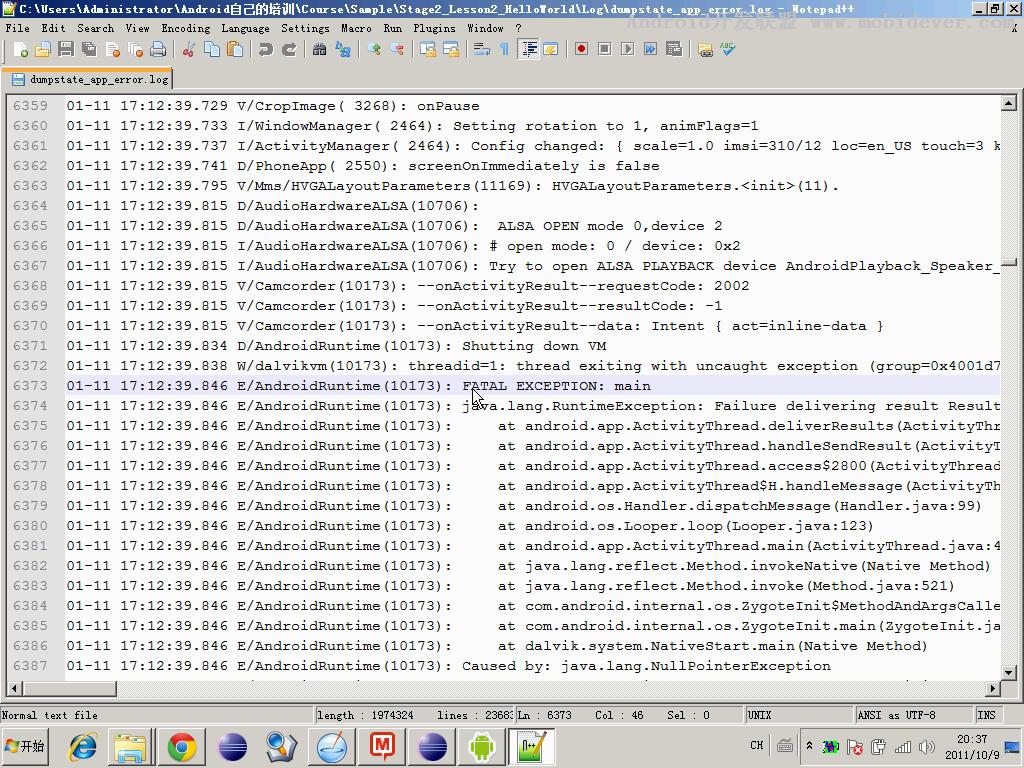 C:\Users\Administrator\Android自己的培训\Course\Sample\Stage2_Lesson2_HelloWorld\Log\dumpstate_app_error.log - Notepad++
Android开发联盟 www.mobidever.com
File Edit Search View Encoding Language Settings Macro Run Plugins Window ? X
dumpstate_app_error.log
6359 01-11 17:12:39.729 V/CropImage( 3268): onPause
6360 01-11 17:12:39.733 I/WindowManager( 2464): Setting rotation to 1, animFlags=1
6361 01-11 17:12:39.737 I/ActivityManager( 2464): Config changed: { scale=1.0 imsi=310/12 loc=en_US touch=3 k
6362 01-11 17:12:39.741 D/PhoneApp( 2550): screenOnImmediately is false
6363 01-11 17:12:39.795 V/Mms/HVGALayoutParameters(11169): HVGALayoutParameters.<init>(11).
6364 01-11 17:12:39.815 D/AudioHardwareALSA(10706):
6365 01-11 17:12:39.815 D/AudioHardwareALSA(10706):  ALSA OPEN mode 0,device 2
6366 01-11 17:12:39.815 I/AudioHardwareALSA(10706): # open mode: 0 / device: 0x2
6367 01-11 17:12:39.815 I/AudioHardwareALSA(10706): Try to open ALSA PLAYBACK device AndroidPlayback_Speaker_
6368 01-11 17:12:39.815 V/Camcorder(10173): --onActivityResult--requestCode: 2002
6369 01-11 17:12:39.815 V/Camcorder(10173): --onActivityResult--resultCode: -1
6370 01-11 17:12:39.815 V/Camcorder(10173): --onActivityResult--data: Intent { act=inline-data }
6371 01-11 17:12:39.834 D/AndroidRuntime(10173): Shutting down VM
6372 01-11 17:12:39.838 W/dalvikvm(10173): threadid=1: thread exiting with uncaught exception (group=0x4001d7
6373 01-11 17:12:39.846 E/AndroidRuntime(10173): FATAL EXCEPTION: main
6374 01-11 17:12:39.846 E/AndroidRuntime(10173): java.lang.RuntimeException: Failure delivering result Result
6375 01-11 17:12:39.846 E/AndroidRuntime(10173):     at android.app.ActivityThread.deliverResults(ActivityThr
6376 01-11 17:12:39.846 E/AndroidRuntime(10173):     at android.app.ActivityThread.handleSendResult(ActivityT
6377 01-11 17:12:39.846 E/AndroidRuntime(10173):     at android.app.ActivityThread.access$2800(ActivityThread
6378 01-11 17:12:39.846 E/AndroidRuntime(10173):     at android.app.ActivityThread$H.handleMessage(ActivityTh
6379 01-11 17:12:39.846 E/AndroidRuntime(10173):     at android.os.Handler.dispatchMessage(Handler.java:99)
6380 01-11 17:12:39.846 E/AndroidRuntime(10173):     at android.os.Looper.loop(Looper.java:123)
6381 01-11 17:12:39.846 E/AndroidRuntime(10173):     at android.app.ActivityThread.main(ActivityThread.java:4
6382 01-11 17:12:39.846 E/AndroidRuntime(10173):     at java.lang.reflect.Method.invokeNative(Native Method)
6383 01-11 17:12:39.846 E/AndroidRuntime(10173):     at java.lang.reflect.Method.invoke(Method.java:521)
6384 01-11 17:12:39.846 E/AndroidRuntime(10173):     at com.android.internal.os.ZygoteInit$MethodAndArgsCalle
6385 01-11 17:12:39.846 E/AndroidRuntime(10173):     at com.android.internal.os.ZygoteInit.main(ZygoteInit.ja
6386 01-11 17:12:39.846 E/AndroidRuntime(10173):     at dalvik.system.NativeStart.main(Native Method)
6387 01-11 17:12:39.846 E/AndroidRuntime(10173): Caused by: java.lang.NullPointerException
Normal text file length : 1974324 lines : 2368 Ln : 6373 Col : 46 Sel : 0 UNIX ANSI as UTF-8 INS
开始 CH 20:37
2011/10/9